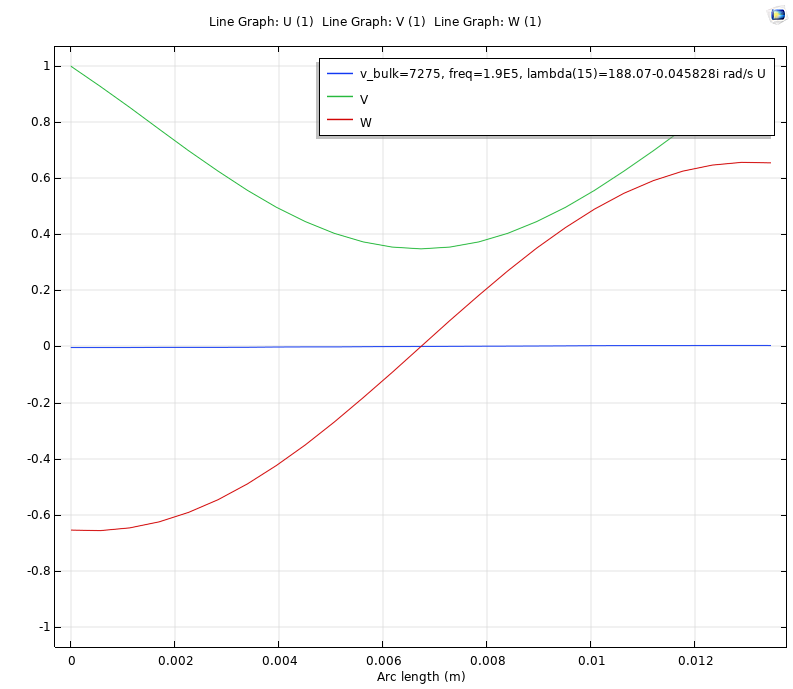 Line Graph: U (1)  Line Graph: V (1)  Line Graph: W (1)
v_bulk=7275, freq=1.9E5, lambda(15)=188.07-0.045828i rad/s U
V
W
1
0.8
0.6
0.4
0.2
0
-0.2
-0.4
-0.6
-0.8
-1
0 0.002 0.004 0.006 0.008 0.01 0.012
Arc length (m)